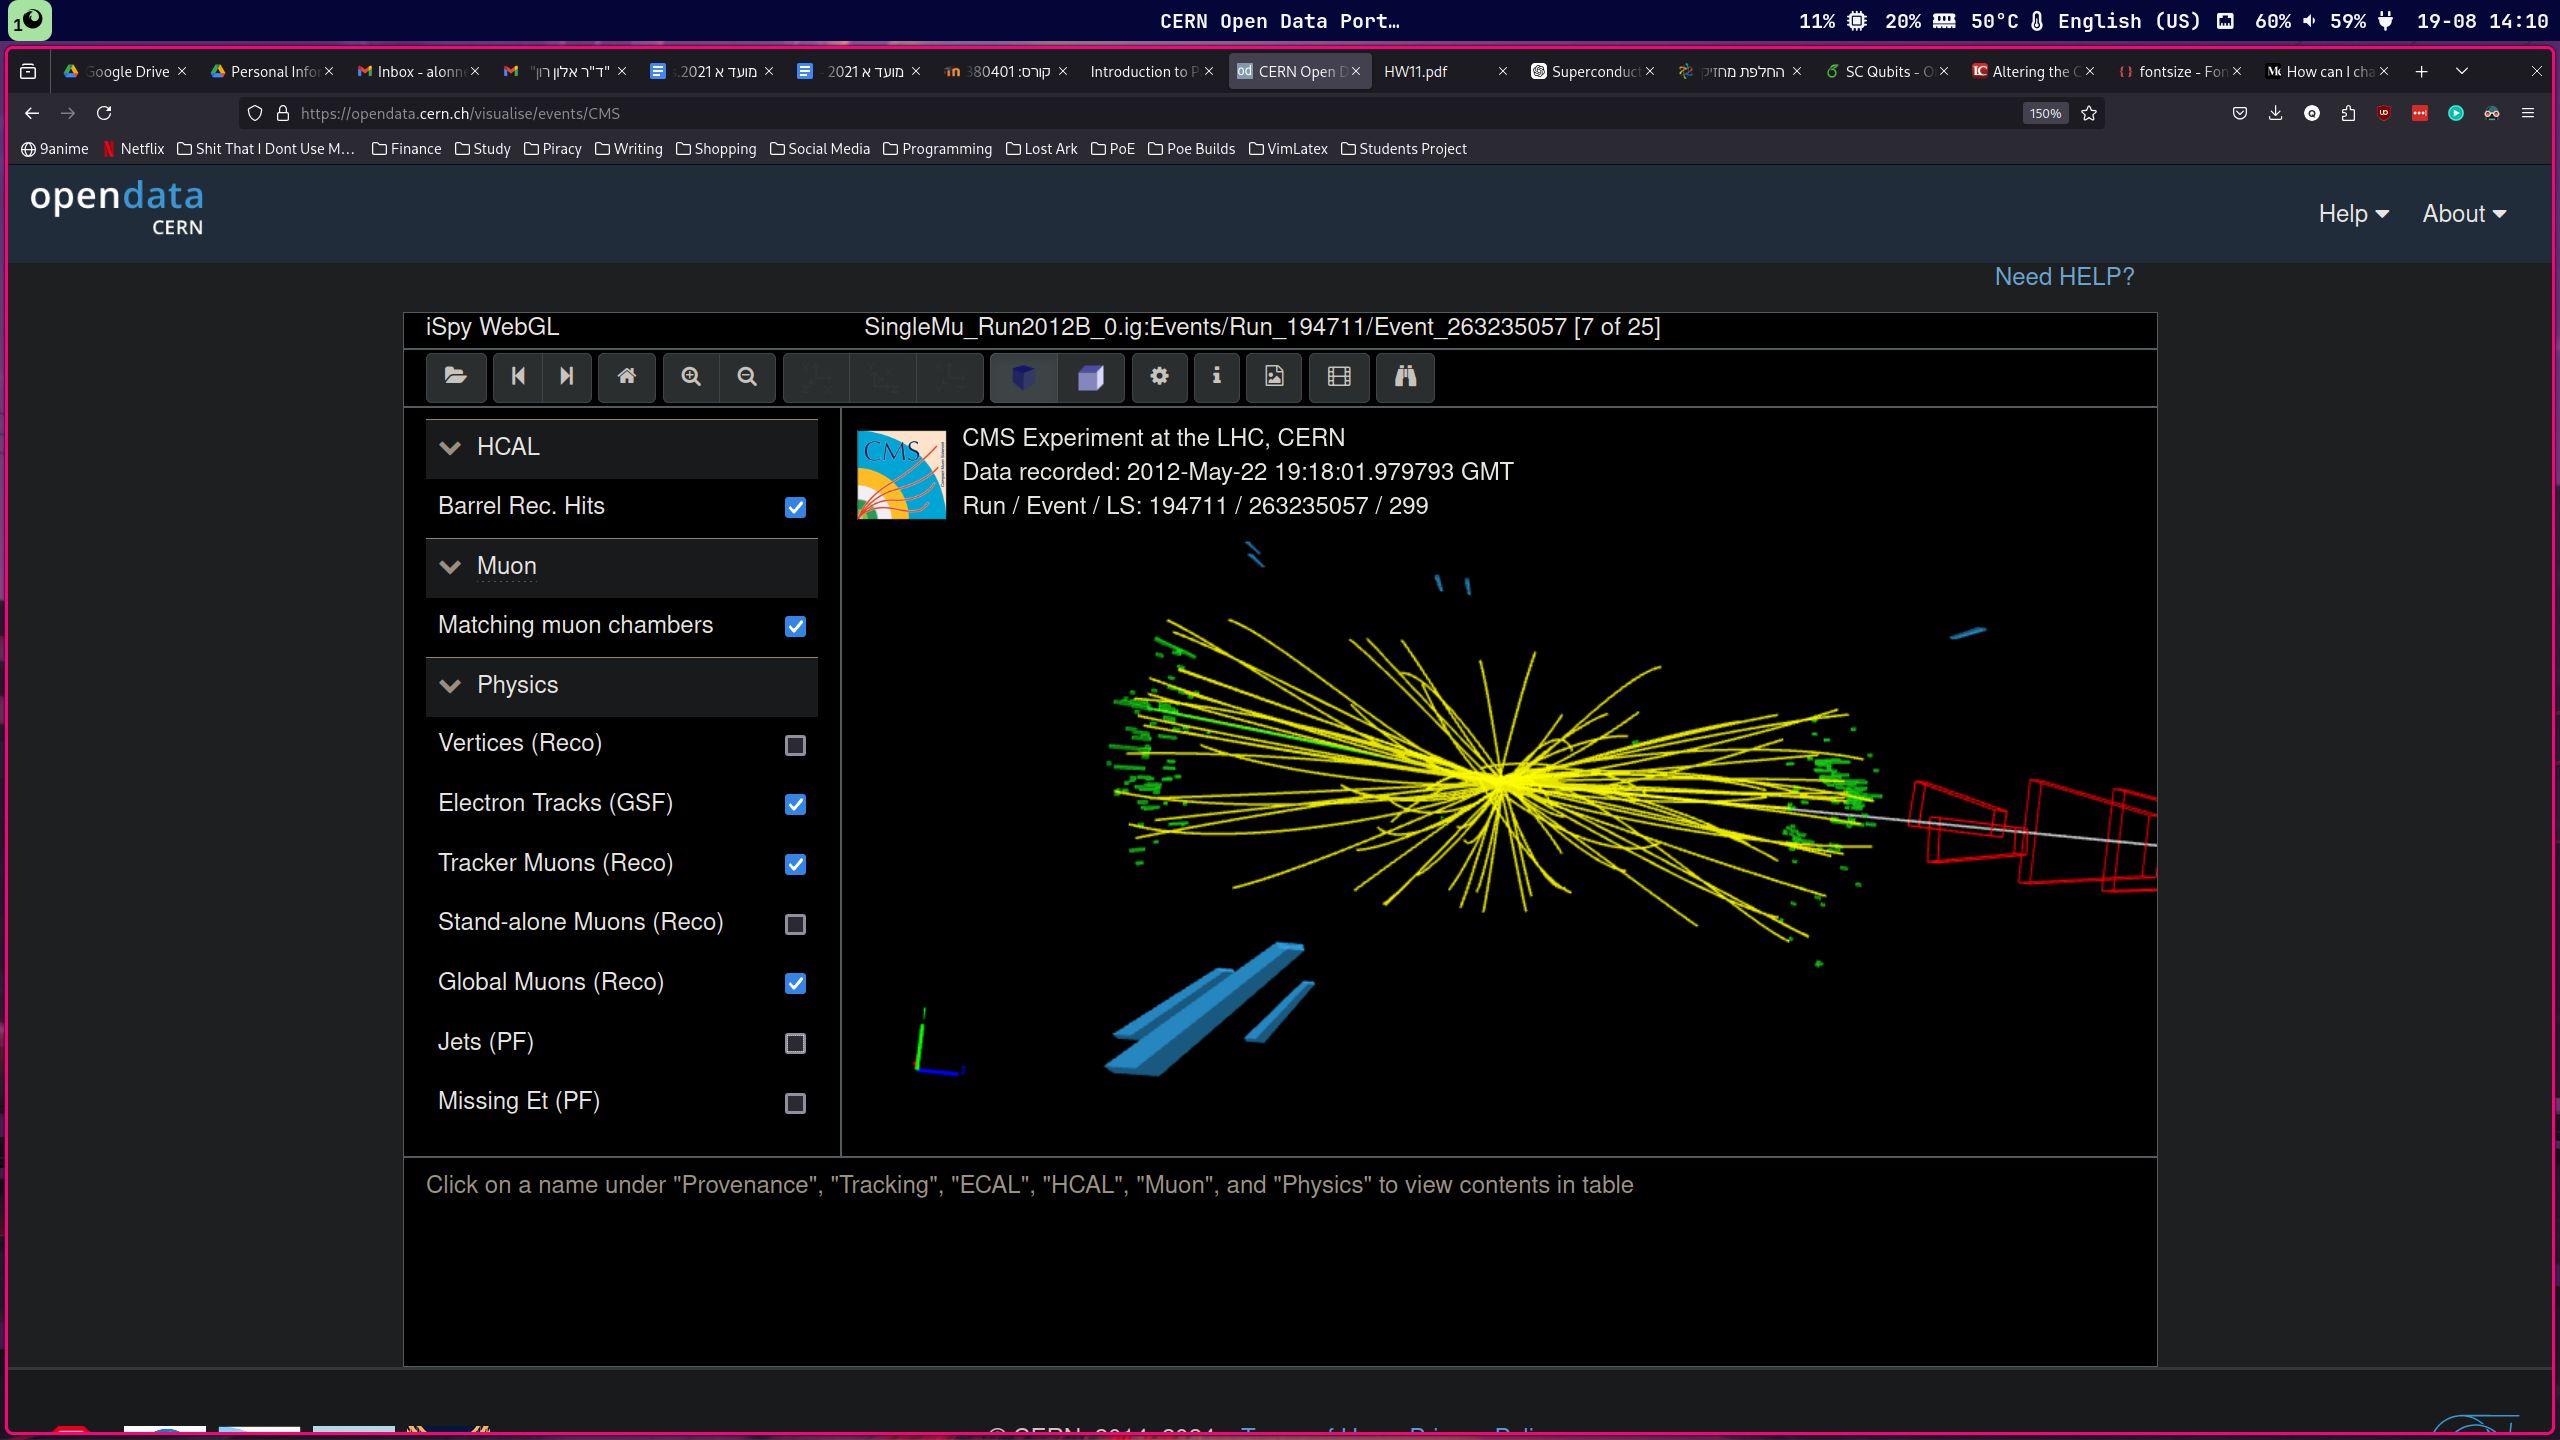 1
CERN Open Data Port…
11% 20% 50°C English (US) 60% 59% 19-08 14:10
Google Drive
Personal Infor
Inbox - alonn
"ד"ר אלון רון"
מועד א 2021.
מועד א 2021 -
קורס: 380401
Introduction to P
CERN Open D
HW11.pdf
Superconduct
החלפת מחזיק
SC Qubits - O
Altering the C
fontsize - Fon
How can I cha
https://opendata.cern.ch/visualise/events/CMS
150%
9anime Netflix Shit That I Dont Use M… Finance Study Piracy Writing Shopping Social Media Programming Lost Ark PoE Poe Builds VimLatex Students Project
opendata
CERN
Help About
Need HELP?
iSpy WebGL SingleMu_Run2012B_0.ig:Events/Run_194711/Event_263235057 [7 of 25]
HCAL
Barrel Rec. Hits
Muon
Matching muon chambers
Physics
Vertices (Reco)
Electron Tracks (GSF)
Tracker Muons (Reco)
Stand-alone Muons (Reco)
Global Muons (Reco)
Jets (PF)
Missing Et (PF)
CMS
CMS Experiment at the LHC, CERN
Data recorded: 2012-May-22 19:18:01.979793 GMT
Run / Event / LS: 194711 / 263235057 / 299
Click on a name under "Provenance", "Tracking", "ECAL", "HCAL", "Muon", and "Physics" to view contents in table